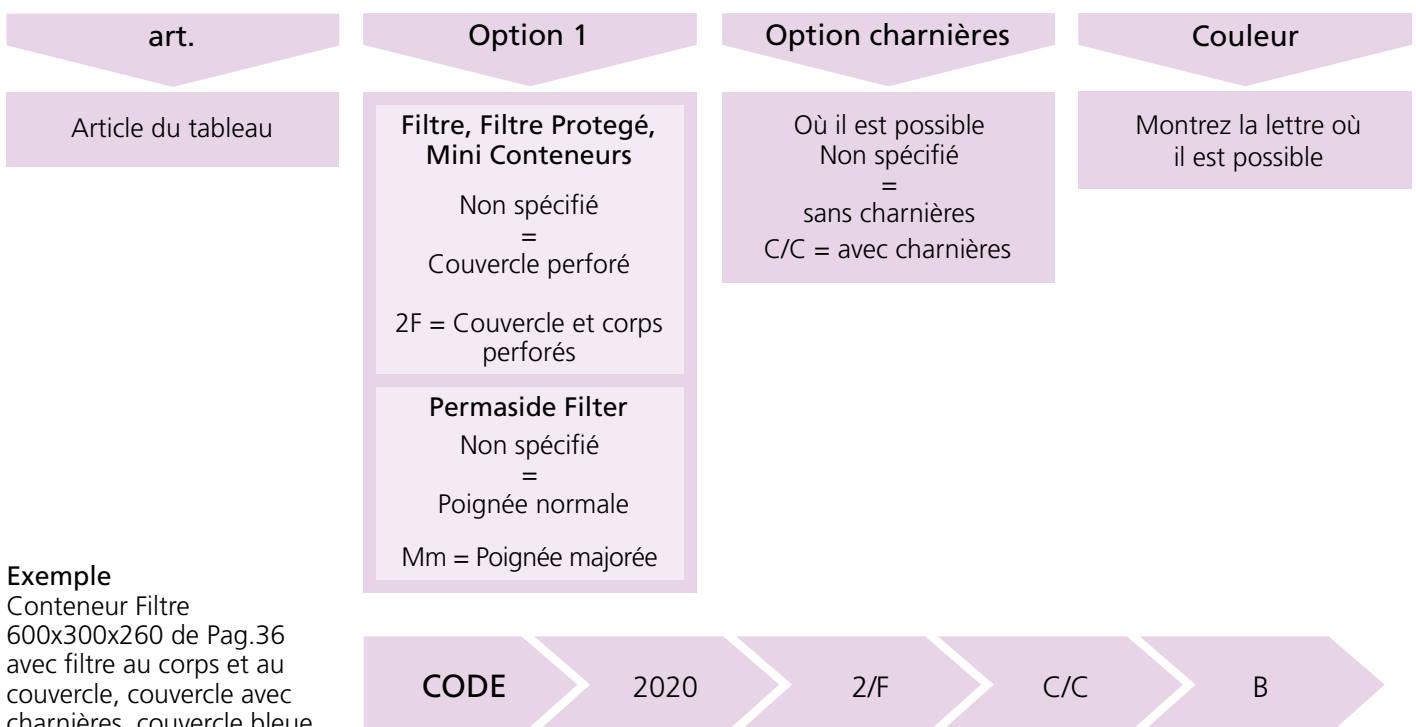 art.
Article du tableau
Option 1
Filtre, Filtre Protegé,
Mini Conteneurs
Non spécifié
=
Couvercle perforé
2F = Couvercle et corps
perforés
Permaside Filter
Non spécifié
=
Poignée normale
Mm = Poignée majorée
Option charnières
Où il est possible
Non spécifié
=
sans charnières
C/C = avec charnières
Couleur
Montrez la lettre où
il est possible
Exemple
Conteneur Filtre
600x300x260 de Pag.36
avec filtre au corps et au
couvercle, couvercle avec
charnières, couvercle bleue
CODE
2020
2/F
C/C
B